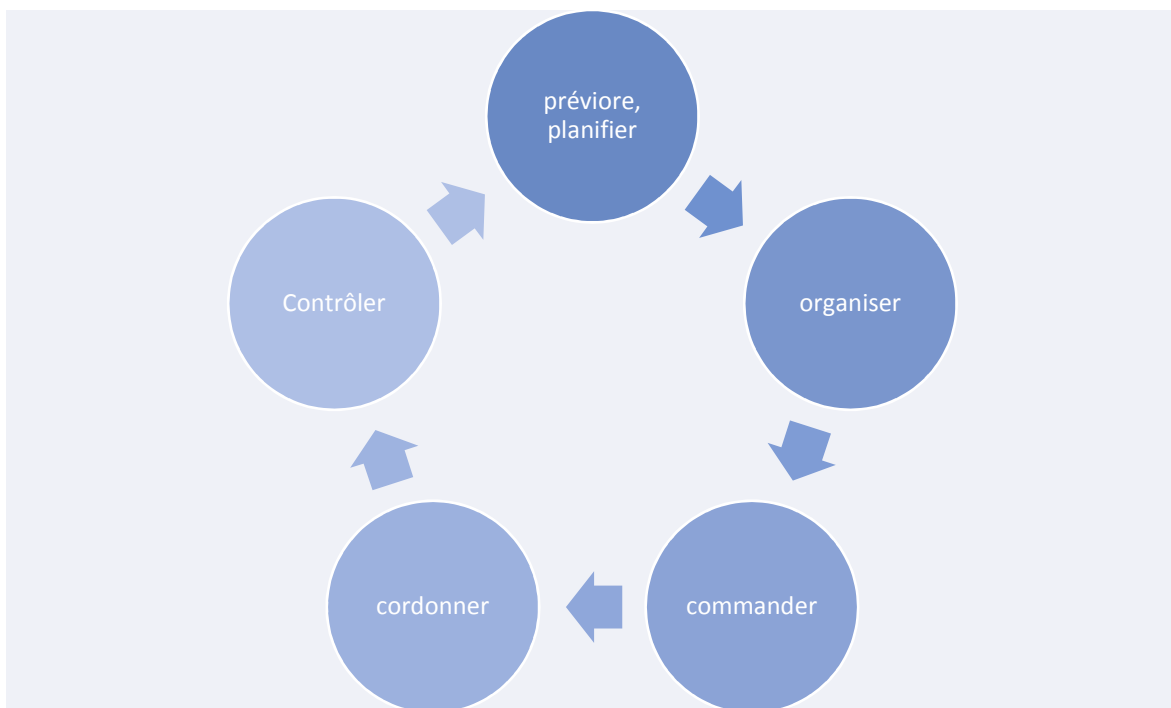 préviore,
planifier
organiser
commander
cordonner
Contrôler